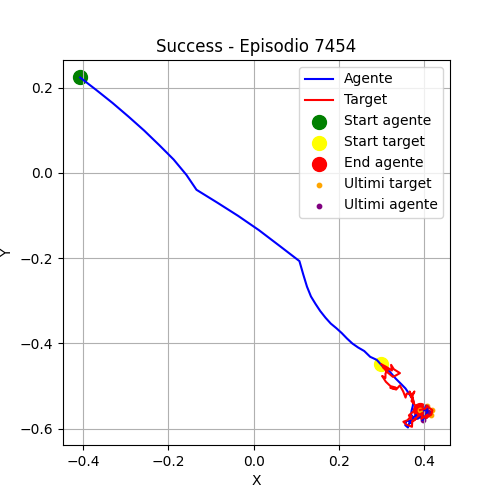 Success - Episodio 7454
Agente
Target
Start agente
Start target
End agente
Ultimi target
Ultimi agente
0.2
0.0
−0.2
−0.4
−0.6
Y
−0.4
−0.2
0.0
0.2
0.4
X